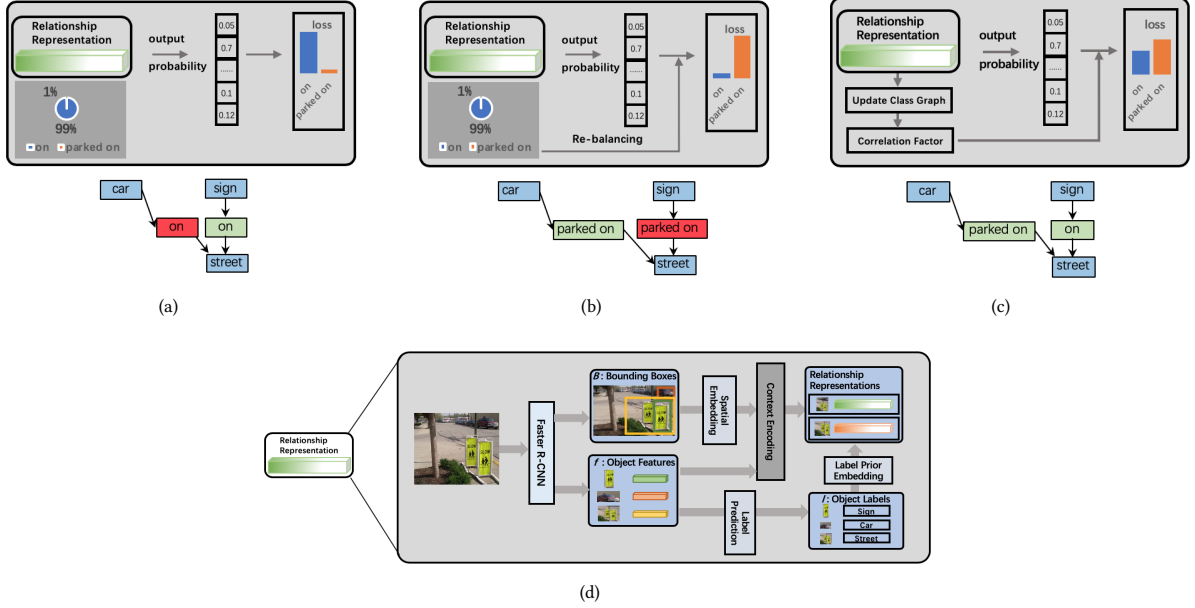 Relationship
Representation
output
probability
0.05
0.7
......
0.1
0.12
loss
on
parked on
1%
99%
on
parked on
car
sign
on
on
street
(a)
Relationship
Representation
output
probability
0.05
0.7
......
0.1
0.12
loss
on
parked on
1%
99%
on
parked on
Re-balancing
car
sign
parked on
parked on
street
(b)
Relationship
Representation
output
probability
0.05
0.7
......
0.1
0.12
loss
on
parked on
Update Class Graph
Correlation Factor
car
sign
parked on
on
street
(c)
Relationship
Representation
Faster R-CNN
B: Bounding Boxes
f: Object Features
Spatial
Embedding
Context Encoding
Label
Prediction
Relationship
Representations
Label Prior
Embedding
l: Object Labels
Sign
Car
Street
(d)